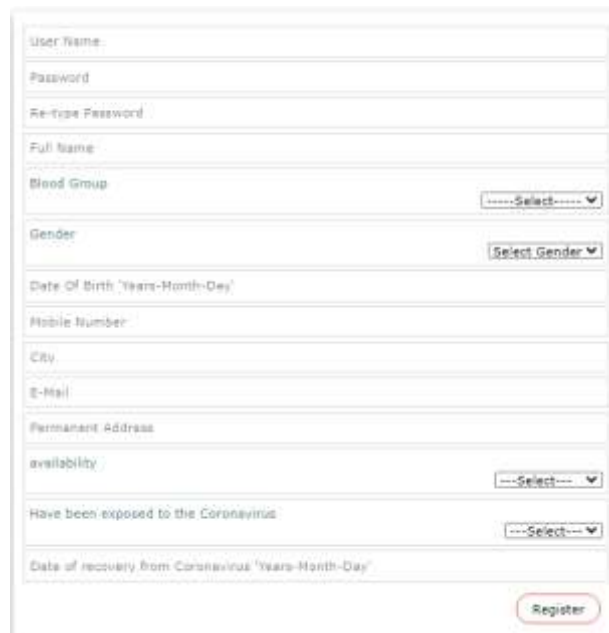 User Name
Password
Re-type Password
Full Name
Blood Group
-----Select-----
Gender
Select Gender
Date Of Birth 'Years-Month-Day'
Mobile Number
City
E-Mail
Permanent Address
availability
---Select---
Have been exposed to the Coronavirus
---Select---
Date of recovery from Coronavirus 'Years-Month-Day'
Register